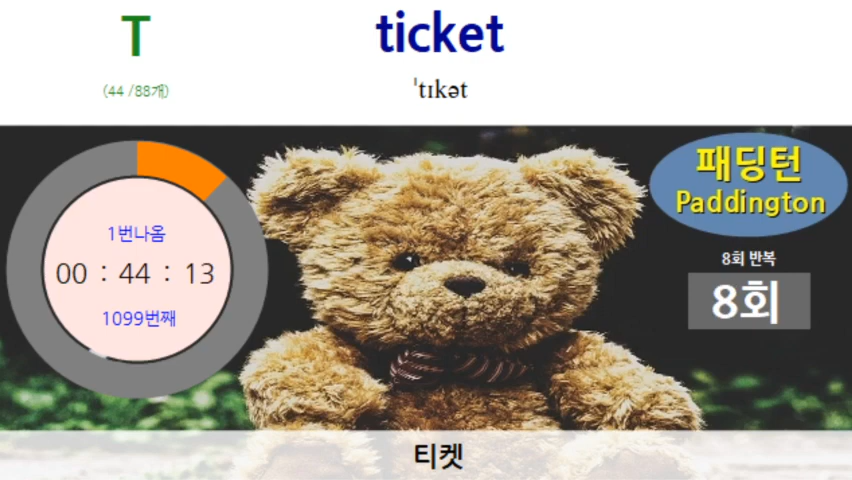 T
ticket
(44 /88개)
ˈtɪkət
패딩턴
Paddington
1번나옴
00 : 44 : 13
1099번째
8회 반복
8회
티켓